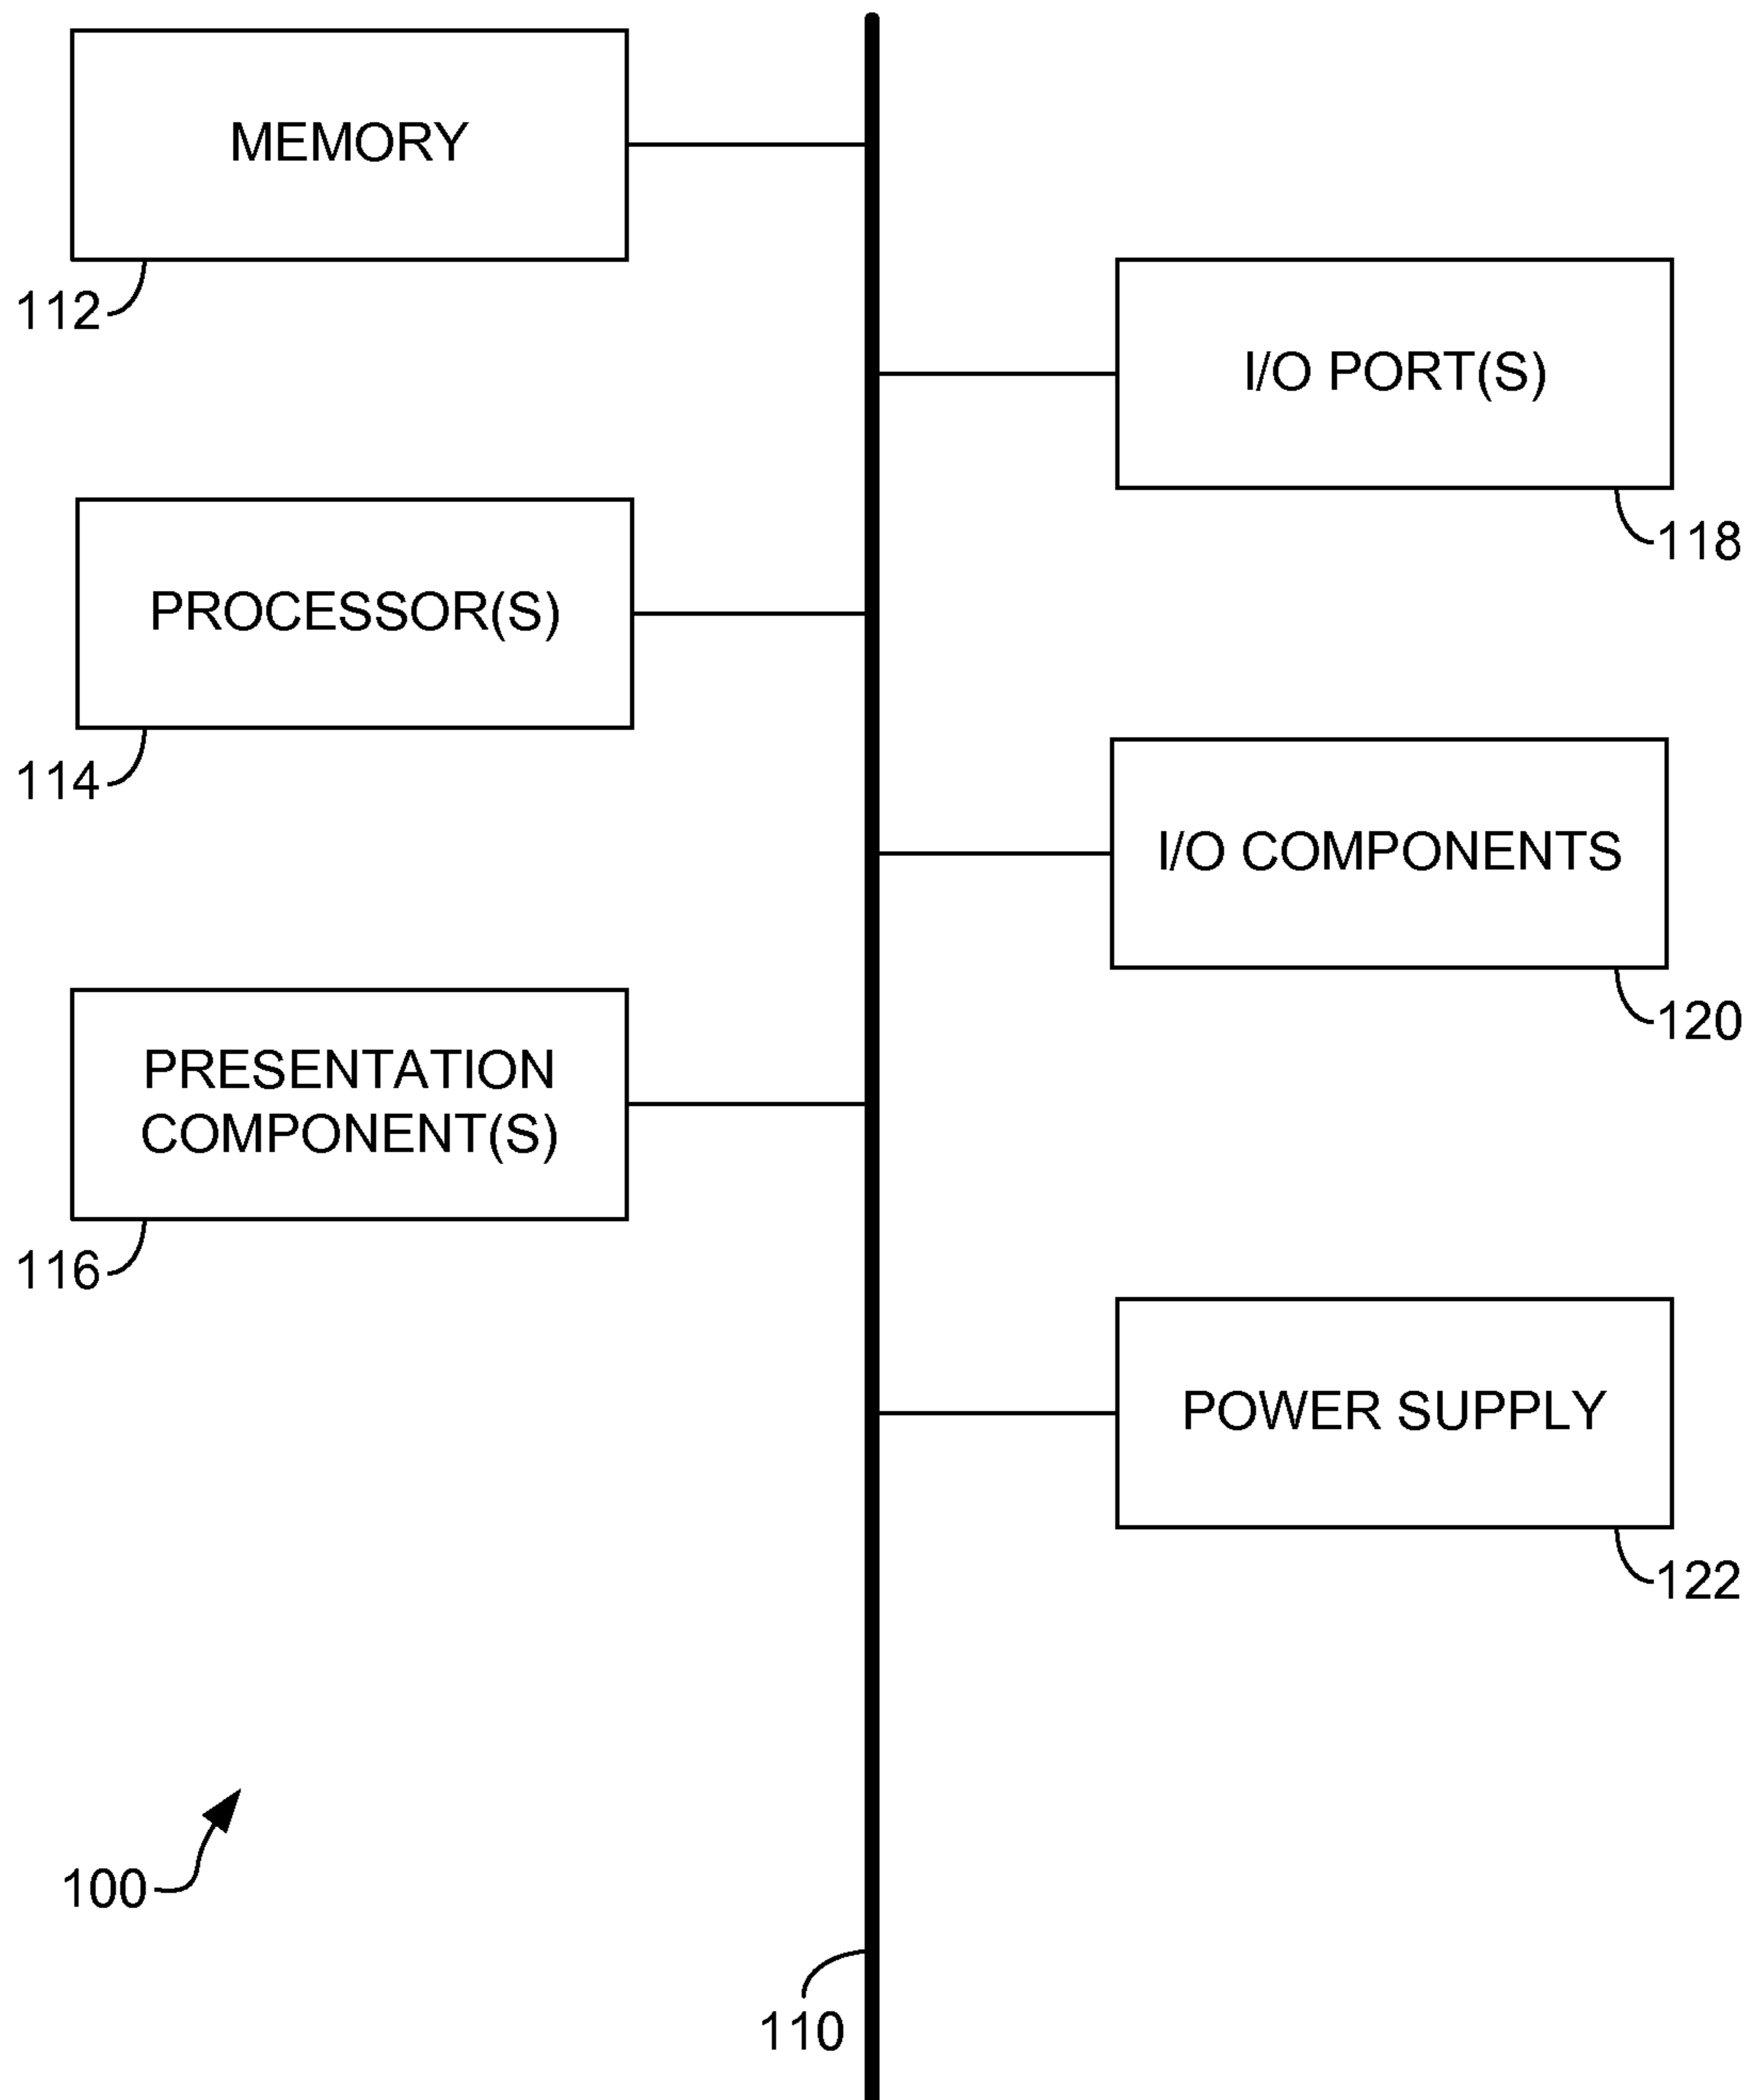 MEMORY
112
I/O PORT(S)
118
PROCESSOR(S)
114
I/O COMPONENTS
120
PRESENTATION
COMPONENT(S)
116
POWER SUPPLY
122
100
110